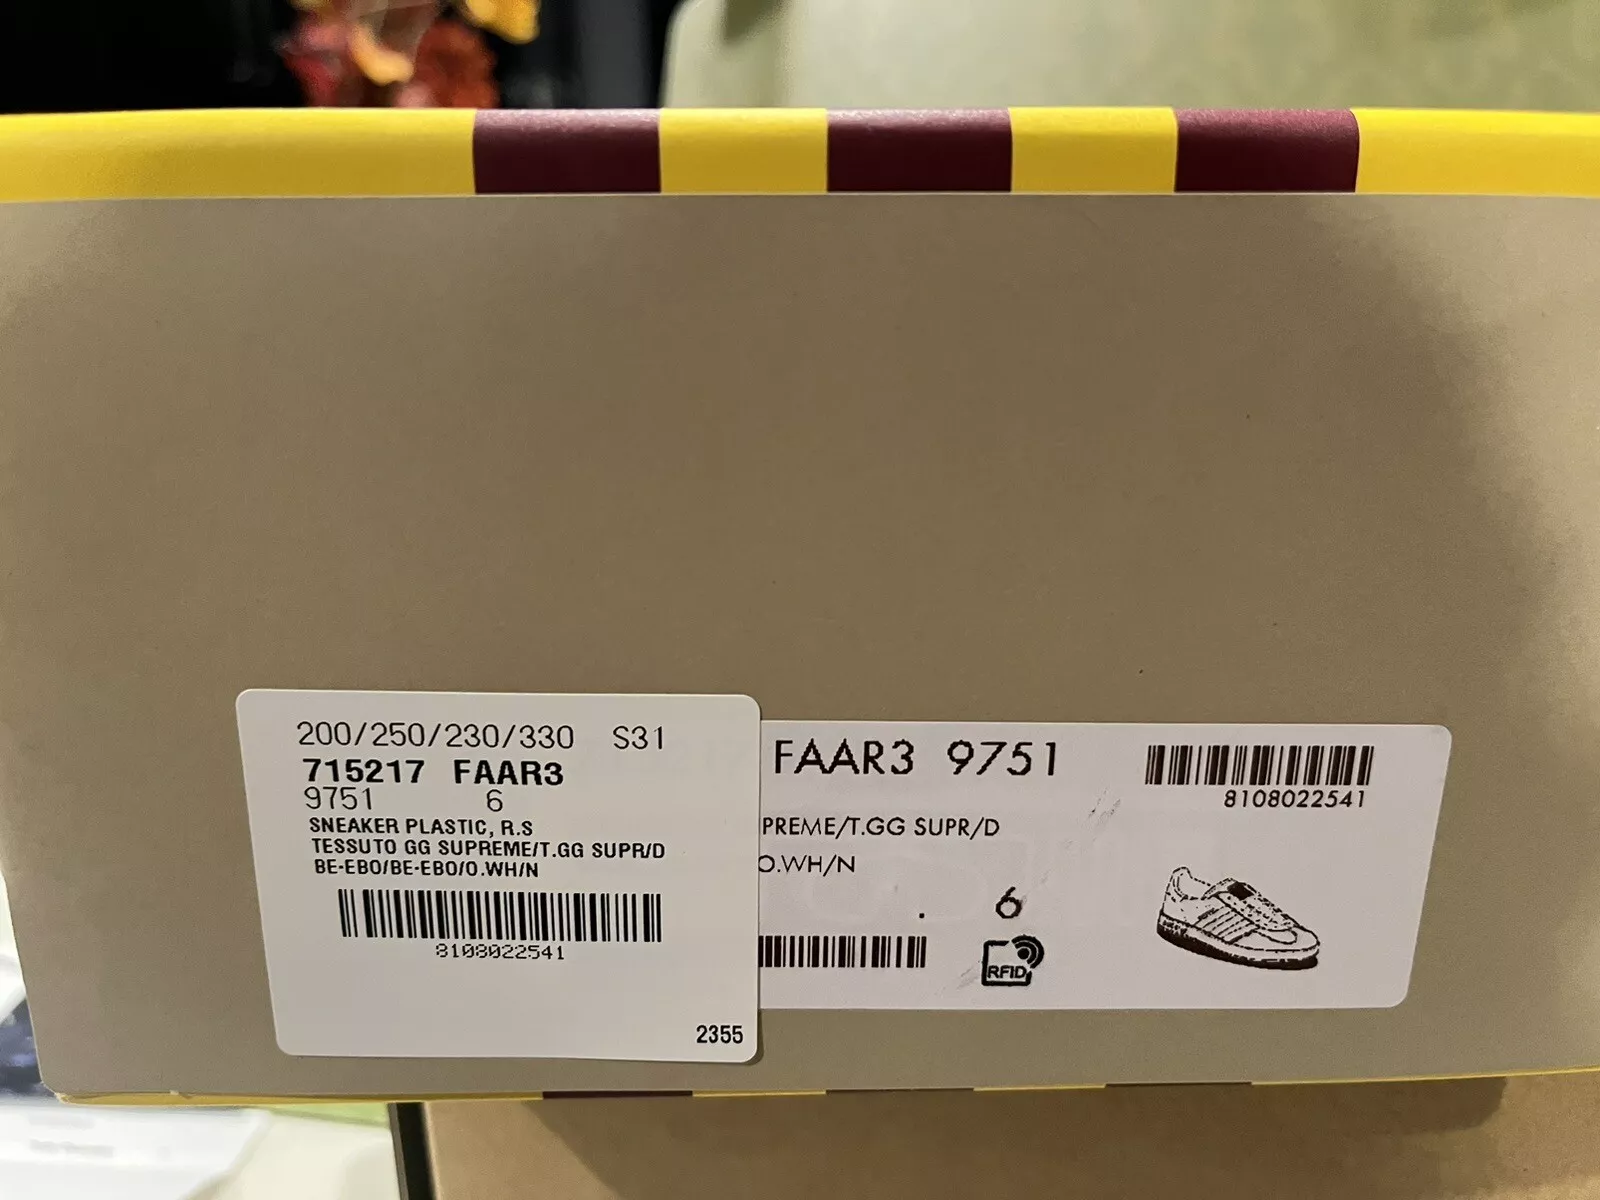 200/250/230/330 S31
715217 FAAR3
9751 6
SNEAKER PLASTIC, R.S
TESSUTO GG SUPREME/T.GG SUPR/D
BE-EBO/BE-EBO/O.WH/N
8108022541
2355
FAAR3 9751
8108022541
PREME/T.GG SUPR/D
O.WH/N
. 6
RFID